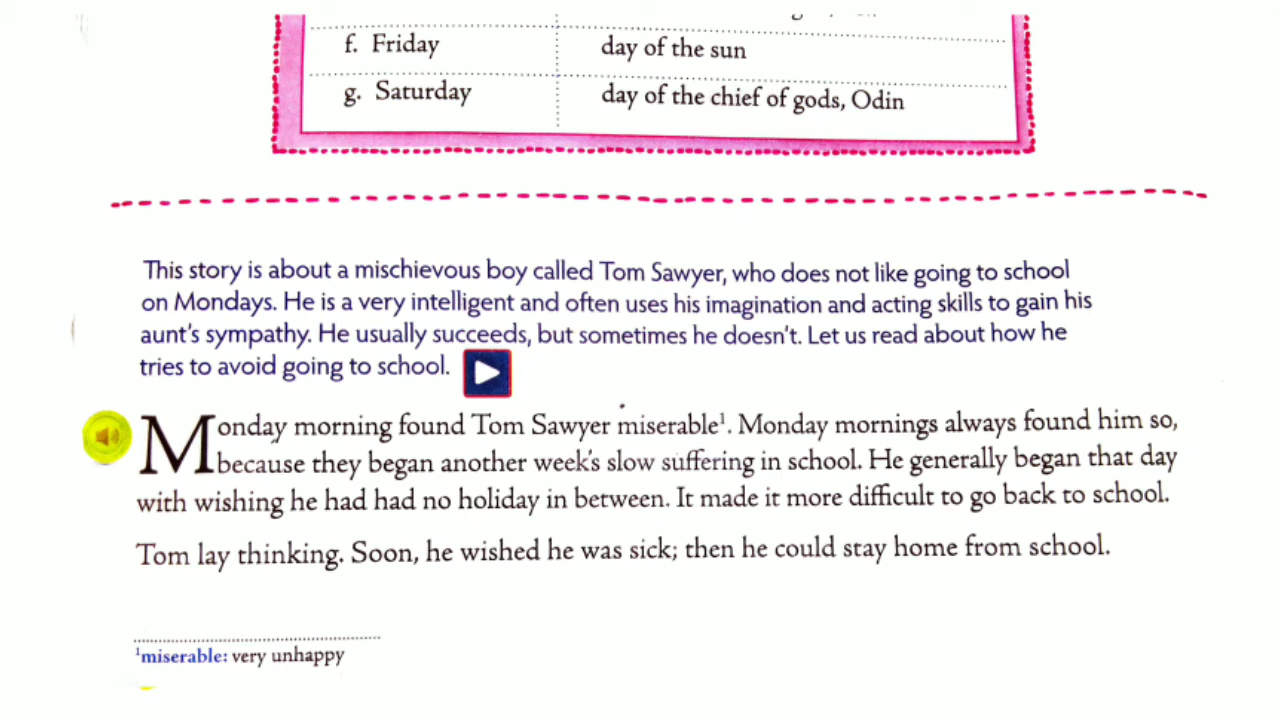 f. Friday day of the sun
g. Saturday day of the chief of gods, Odin
This story is about a mischievous boy called Tom Sawyer, who does not like going to school
on Mondays. He is a very intelligent and often uses his imagination and acting skills to gain his
aunt's sympathy. He usually succeeds, but sometimes he doesn't. Let us read about how he
tries to avoid going to school.
Monday morning found Tom Sawyer miserable¹. Monday mornings always found him so,
because they began another week's slow suffering in school. He generally began that day
with wishing he had had no holiday in between. It made it more difficult to go back to school.
Tom lay thinking. Soon, he wished he was sick; then he could stay home from school.
¹miserable: very unhappy